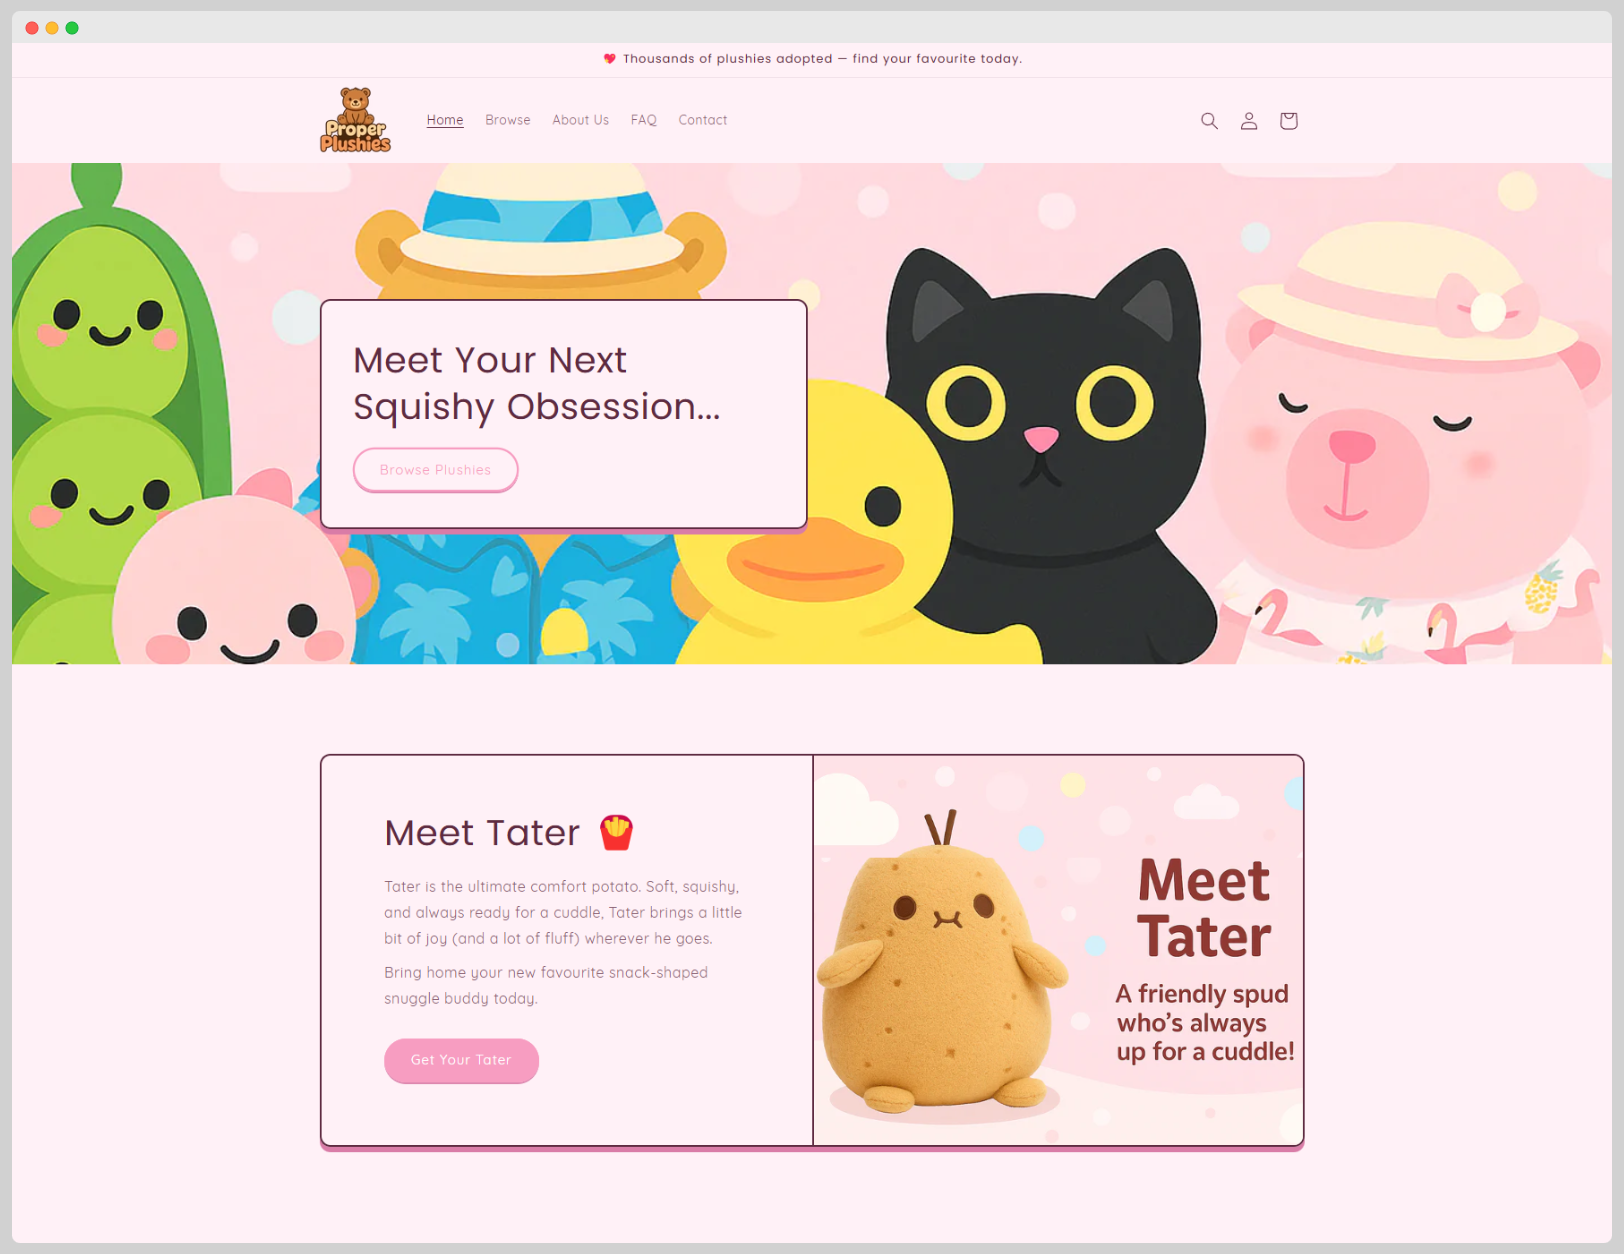 Thousands of plushies adopted — find your favourite today.
Proper
Plushies
Home Browse About Us FAQ Contact
Meet Your Next
Squishy Obsession...
Browse Plushies
Meet Tater
Tater is the ultimate comfort potato. Soft, squishy,
and always ready for a cuddle, Tater brings a little
bit of joy (and a lot of fluff) wherever he goes.
Bring home your new favourite snack-shaped
snuggle buddy today.
Get Your Tater
Meet
Tater
A friendly spud
who's always
up for a cuddle!